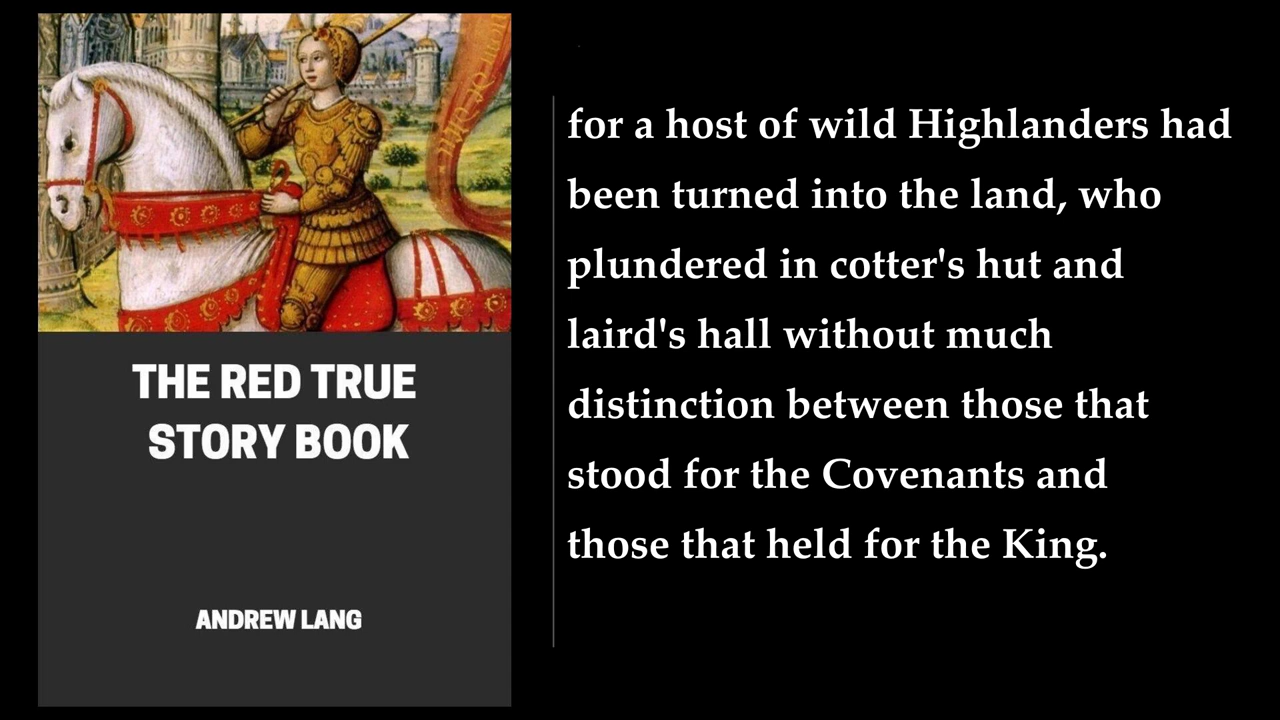 THE RED TRUE
STORY BOOK
ANDREW LANG
for a host of wild Highlanders had
been turned into the land, who
plundered in cotter's hut and
laird's hall without much
distinction between those that
stood for the Covenants and
those that held for the King.